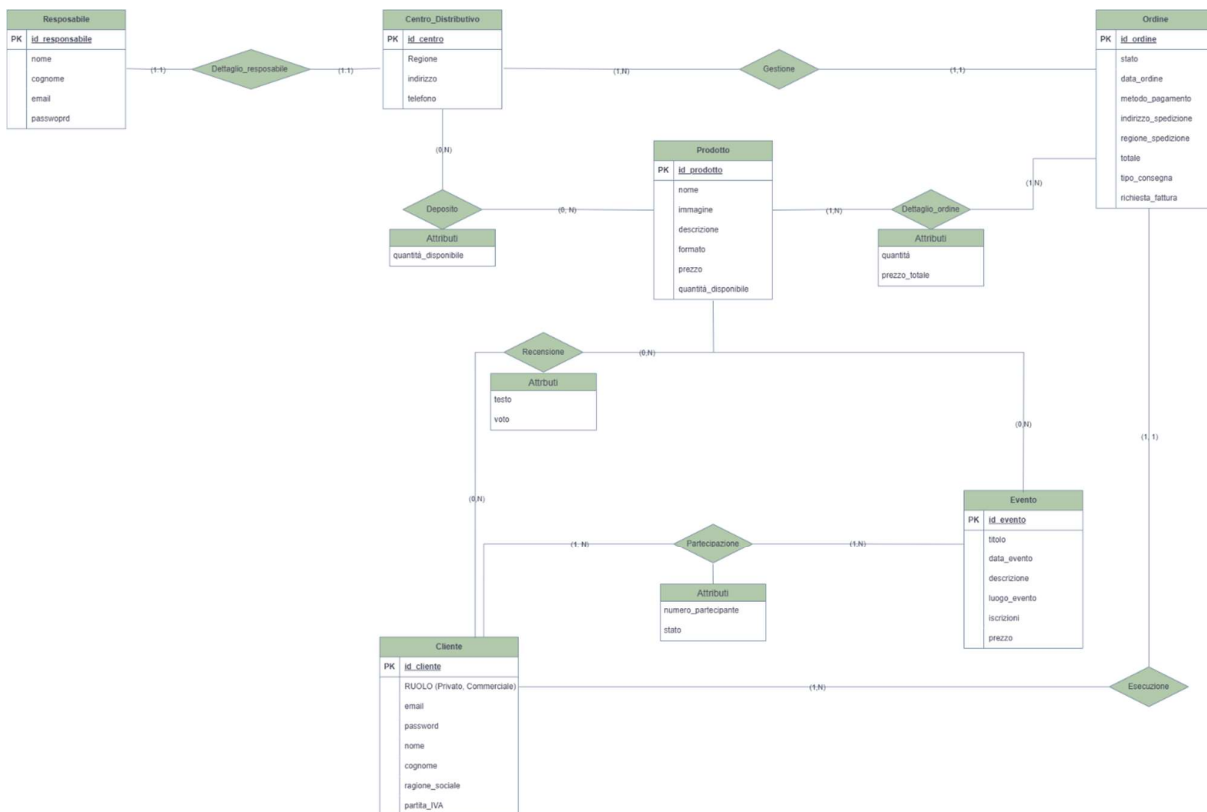 Resposabile
PK id_responsabile
nome
cognome
email
passwoprd
(1:1)
Dettaglio_resposabile
(1:1)
Centro_Distributivo
PK id_centro
Regione
indirizzo
telefono
(1,N)
Gestione
(1,1)
Ordine
PK id_ordine
stato
data_ordine
metodo_pagamento
indirizzo_spedizione
regione_spedizione
totale
tipo_consegna
richiesta_fattura
(0,N)
Deposito
Attributi
quantità_disponibile
(0, N)
Prodotto
PK id_prodotto
nome
immagine
descrizione
formato
prezzo
quantità_disponibile
(1,N)
Dettaglio_ordine
Attributi
quantità
prezzo_totale
(1,N)
Recensione
Attrbuti
testo
voto
(0,N)
(0,N)
(0,N)
(1, 1)
Evento
PK id_evento
titolo
data_evento
descrizione
luogo_evento
iscrizioni
prezzo
(1, N)
Partecipazione
(1,N)
Attributi
numero_partecipante
stato
Cliente
PK id_cliente
RUOLO (Privato, Commerciale)
email
password
nome
cognome
ragione_sociale
partita_IVA
(1,N)
Esecuzione